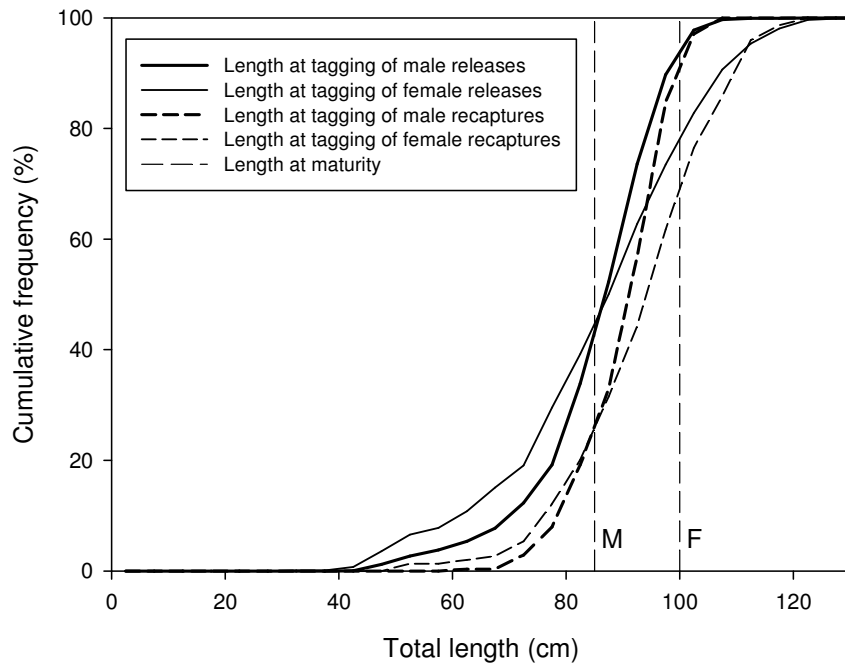 Cumulative frequency (%)
100
80
60
40
20
0
Length at tagging of male releases
Length at tagging of female releases
Length at tagging of male recaptures
Length at tagging of female recaptures
Length at maturity
M
F
0
20
40
60
80
100
120
Total length (cm)